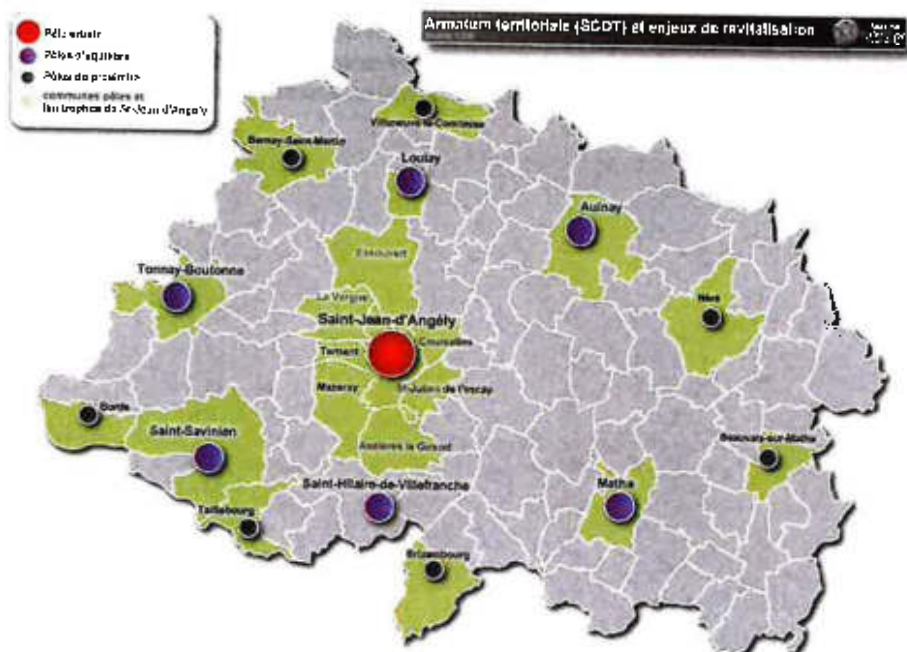 Armature territoriale (SCOT) et enjeux de revitalisation
Pôle urbain
Pôles d'équilibre
Pôles de proximité
communes pôles et
limitrophes de St-Jean d'Angély
Villeneuve-la-Comtesse
Bernay-Saint-Martin
Loulay
Aulnay
Essouvert
Tonnay-Boutonne
La Vergne
Néré
Saint-Jean-d'Angély
Courcelles
Ternant
Mazeray
St-Julien de l'Escap
Bords
Saint-Savinien
Asnières la Giraud
Beauvais-sur-Matha
Saint-Hilaire-de-Villefranche
Matha
Taillebourg
Brizambourg